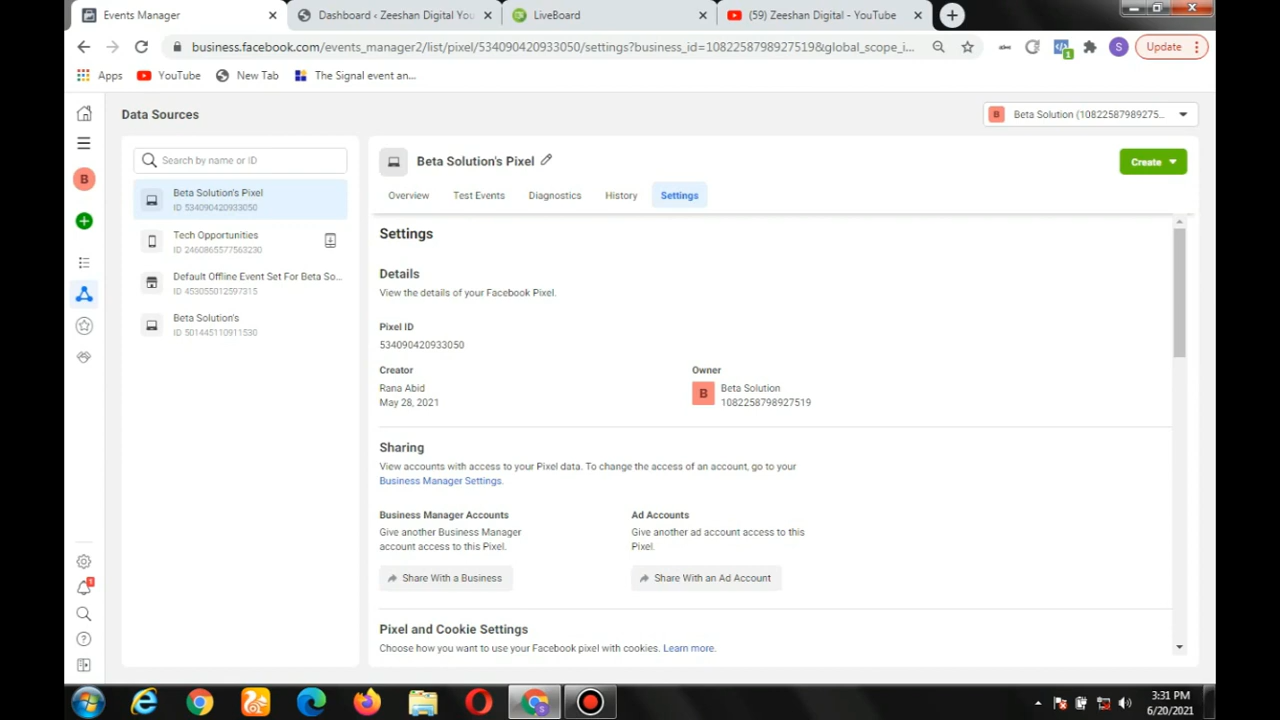 Events Manager
Dashboard ‹ Zeeshan Digital You
LiveBoard
(59) Zeeshan Digital - YouTube
business.facebook.com/events_manager2/list/pixel/534090420933050/settings?business_id=1082258798927519&global_scope_i...
S
Update
1
Apps
YouTube
New Tab
The Signal event an...
Data Sources
B
Beta Solution (10822587989275...
B
Search by name or ID
Beta Solution's Pixel
ID 534090420933050
Tech Opportunities
ID 2460865577563230
Default Offline Event Set For Beta So...
ID 453055012597315
Beta Solution's
ID 501445110911530
Beta Solution's Pixel
Create
Overview
Test Events
Diagnostics
History
Settings
Settings
Details
View the details of your Facebook Pixel.
Pixel ID
534090420933050
Creator
Rana Abid
May 28, 2021
Owner
B
Beta Solution
1082258798927519
Sharing
View accounts with access to your Pixel data. To change the access of an account, go to your
Business Manager Settings.
Business Manager Accounts
Give another Business Manager
account access to this Pixel.
Share With a Business
Ad Accounts
Give another ad account access to this
Pixel.
Share With an Ad Account
Pixel and Cookie Settings
Choose how you want to use your Facebook pixel with cookies. Learn more.
3:31 PM
6/20/2021